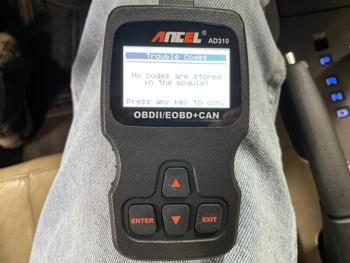 ANCEL
AD310
Trouble Codes
No codes are stored
in the module!
Press any key to con.
OBDII/EOBD+CAN
ENTER
EXIT